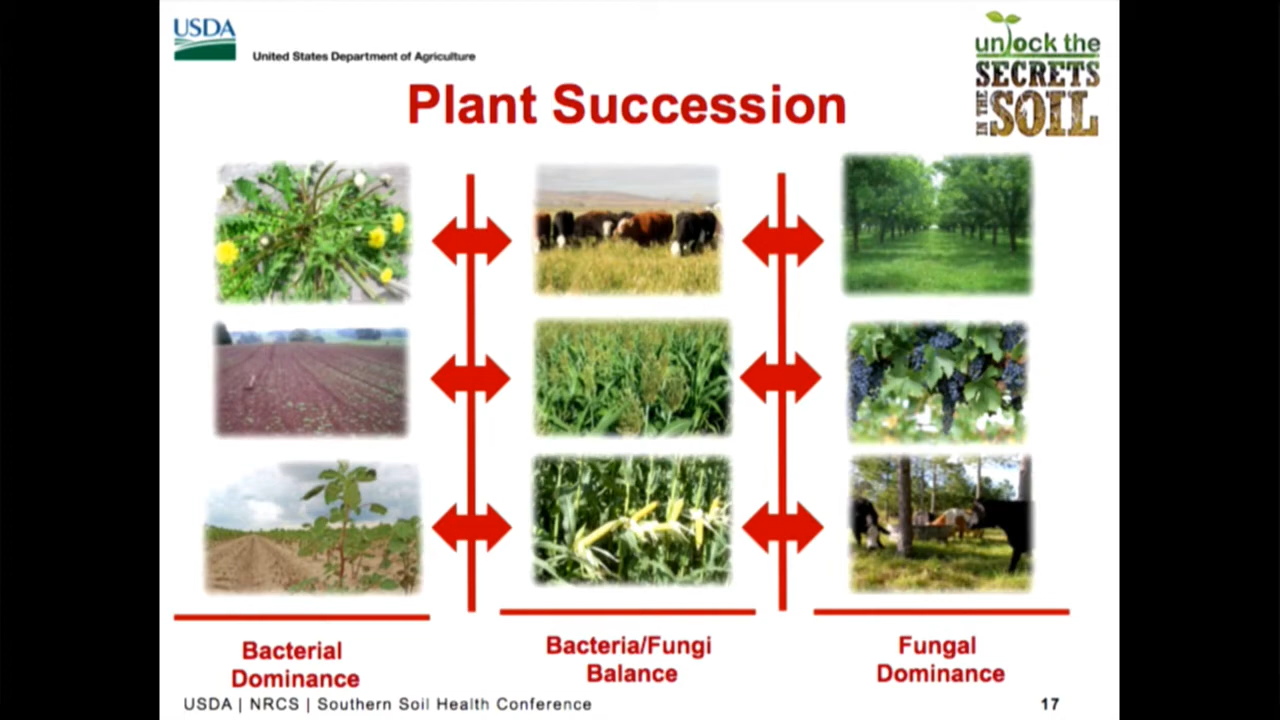 USDA
United States Department of Agriculture
unlock the
SECRETS
IN THE
SOIL
Plant Succession
Bacterial
Dominance
Bacteria/Fungi
Balance
Fungal
Dominance
USDA | NRCS | Southern Soil Health Conference
17